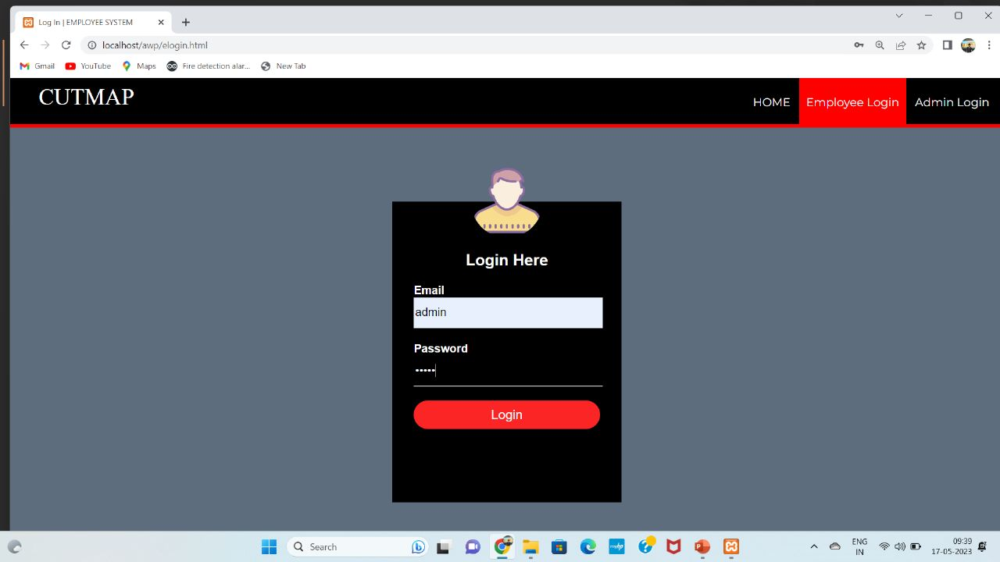 Log In | EMPLOYEE SYSTEM
localhost/awp/elogin.html
Gmail YouTube Maps Fire detection alar... New Tab
CUTMAP HOME Employee Login Admin Login
Login Here
Email
admin
Password
•••••
Login
Search
ENG
IN
09:39
17-05-2023